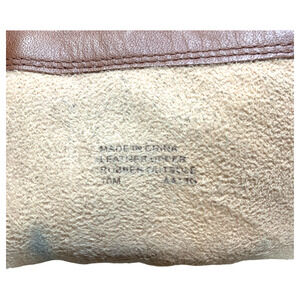 MADE IN CHINA
LEATHER UPPER
RUBBER OUTSOLE
10M